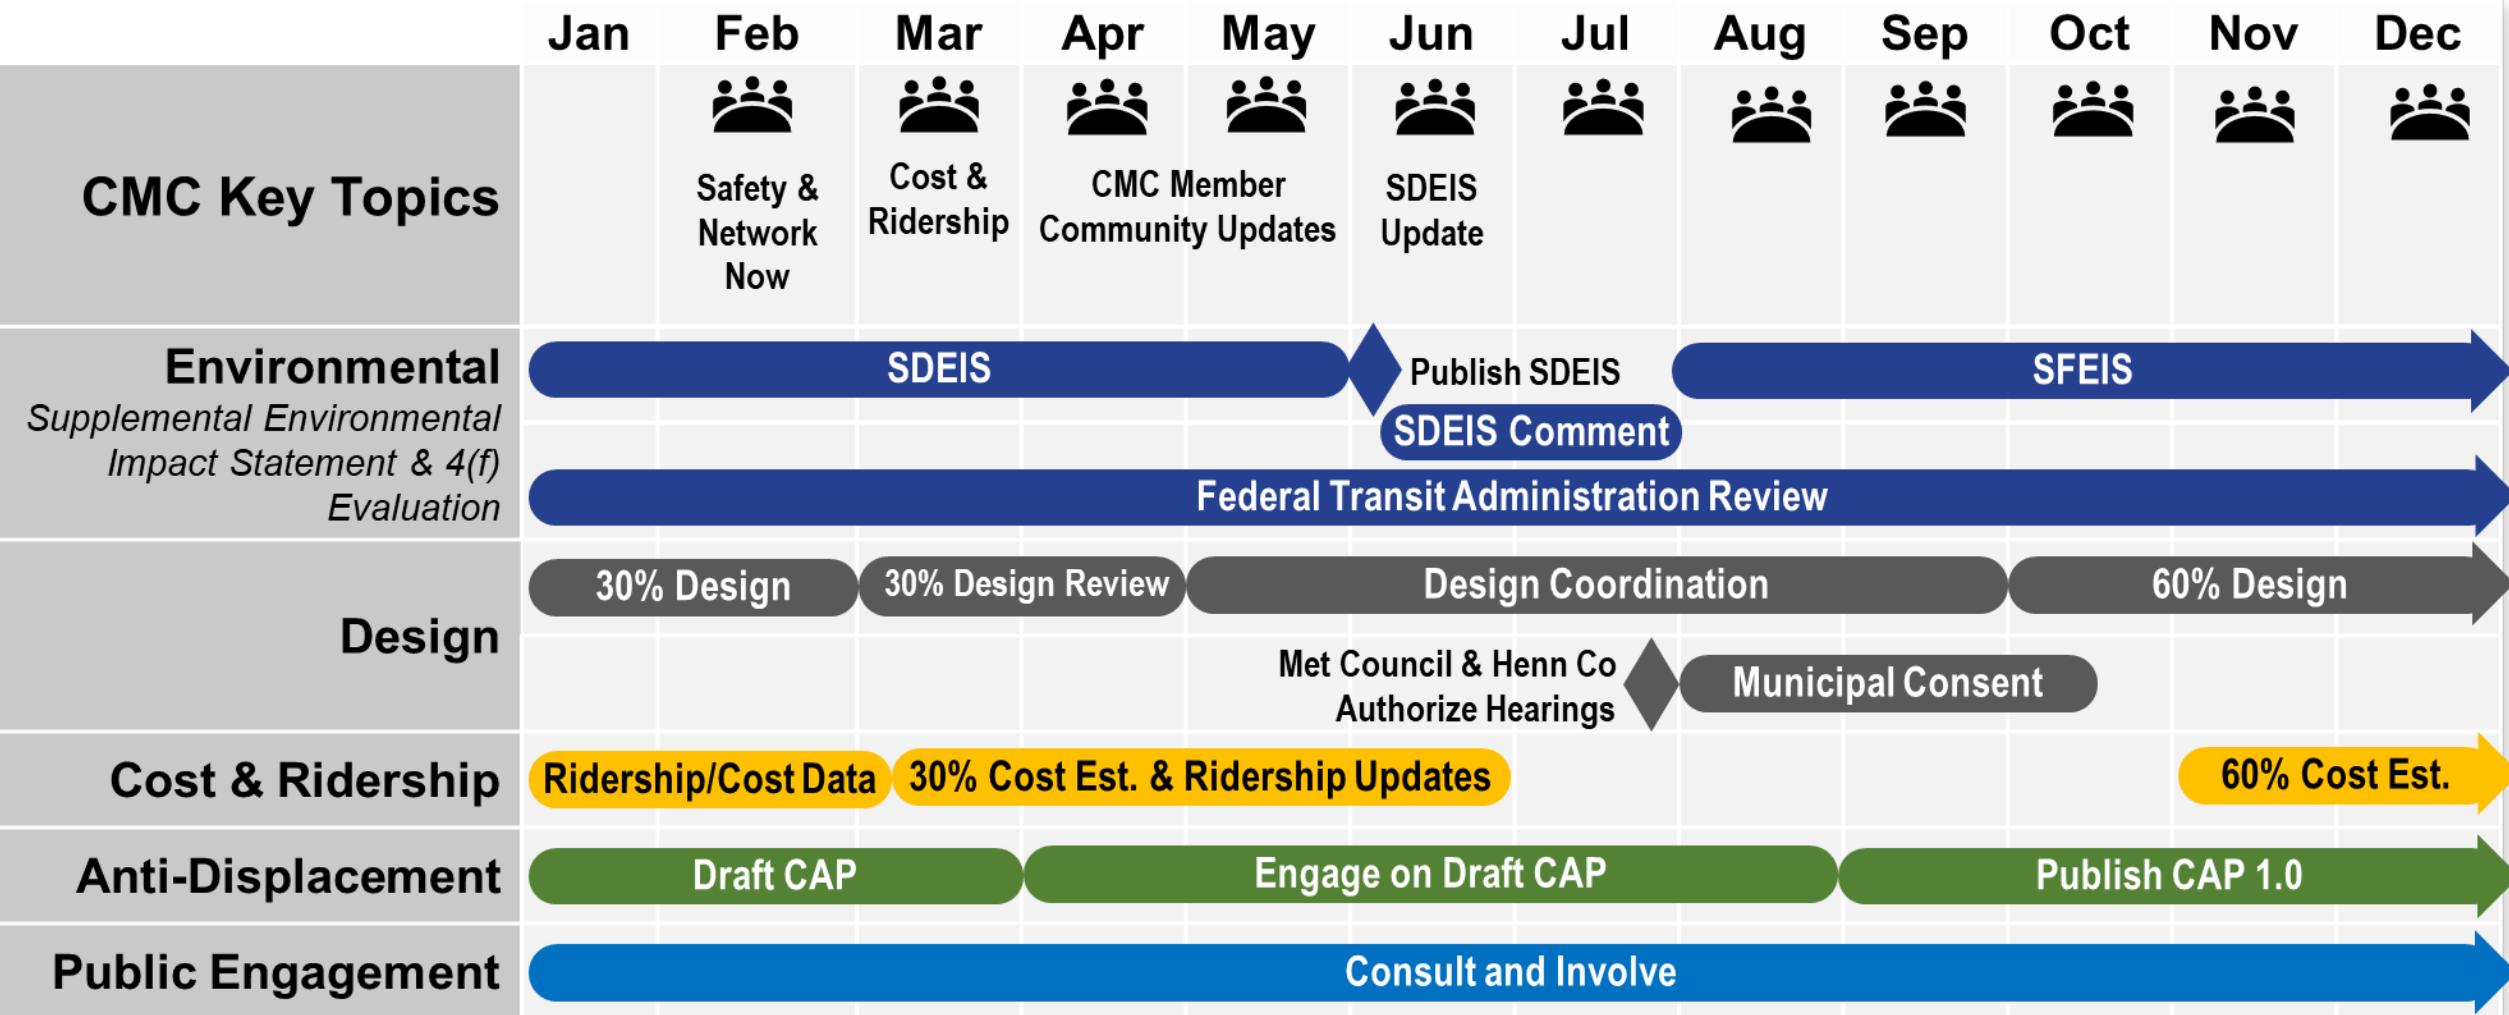 Jan Feb Mar Apr May Jun Jul Aug Sep Oct Nov Dec
CMC Key Topics
Safety &
Network
Now
Cost &
Ridership
CMC Member
Community Updates
SDEIS
Update
Environmental
Supplemental Environmental
Impact Statement & 4(f)
Evaluation
SDEIS
Publish SDEIS
SFEIS
SDEIS Comment
Federal Transit Administration Review
Design
30% Design
30% Design Review
Design Coordination
60% Design
Met Council & Henn Co
Authorize Hearings
Municipal Consent
Cost & Ridership
Ridership/Cost Data
30% Cost Est. & Ridership Updates
60% Cost Est.
Anti-Displacement
Draft CAP
Engage on Draft CAP
Publish CAP 1.0
Public Engagement
Consult and Involve